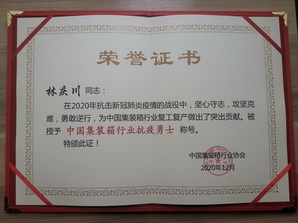 荣誉证书
林庆川 同志：
在2020年抗击新冠肺炎疫情的战役中，坚心守志，攻坚克
难，勇敢逆行，为中国集装箱行业复工复产做出了突出贡献。被
授予 中国集装箱行业抗疫勇士 称号。
特颁此证！
中国集装箱行业协会
2020年12月